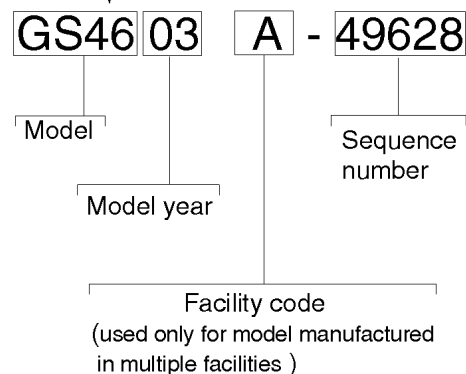 GS46 03 A - 49628
Model
Sequence
number
Model year
Facility code
(used only for model manufactured
in multiple facilities )